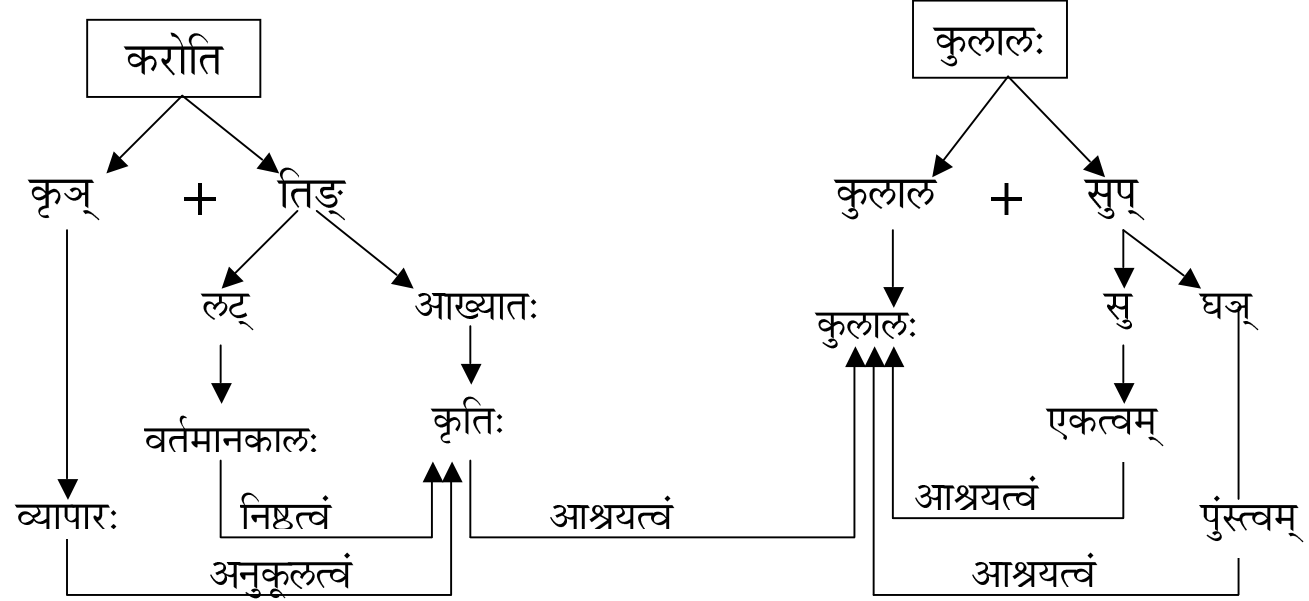 करोति
कुलालः
कृञ् + तिङ्
कुलाल + सुप्
लट्
आख्यातः
कुलालः
सु
घञ्
वर्तमानकालः
कृतिः
एकत्वम्
व्यापारः
निष्ठत्वं
आश्रयत्वं
आश्रयत्वं
पुंस्त्वम्
अनुकूलत्वं
आश्रयत्वं